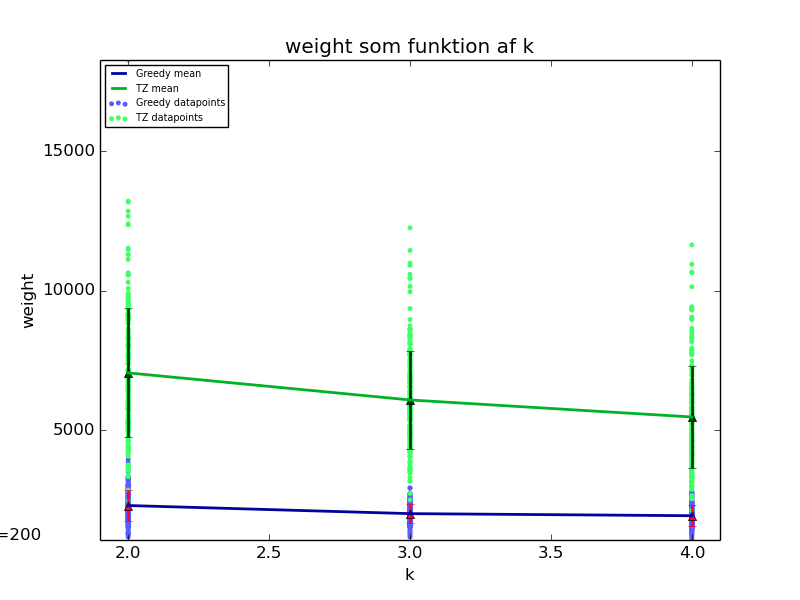 weight som funktion af k
Greedy mean
TZ mean
Greedy datapoints
TZ datapoints
15000
10000
5000
weight
=200
2.0 2.5 3.0 3.5 4.0
k